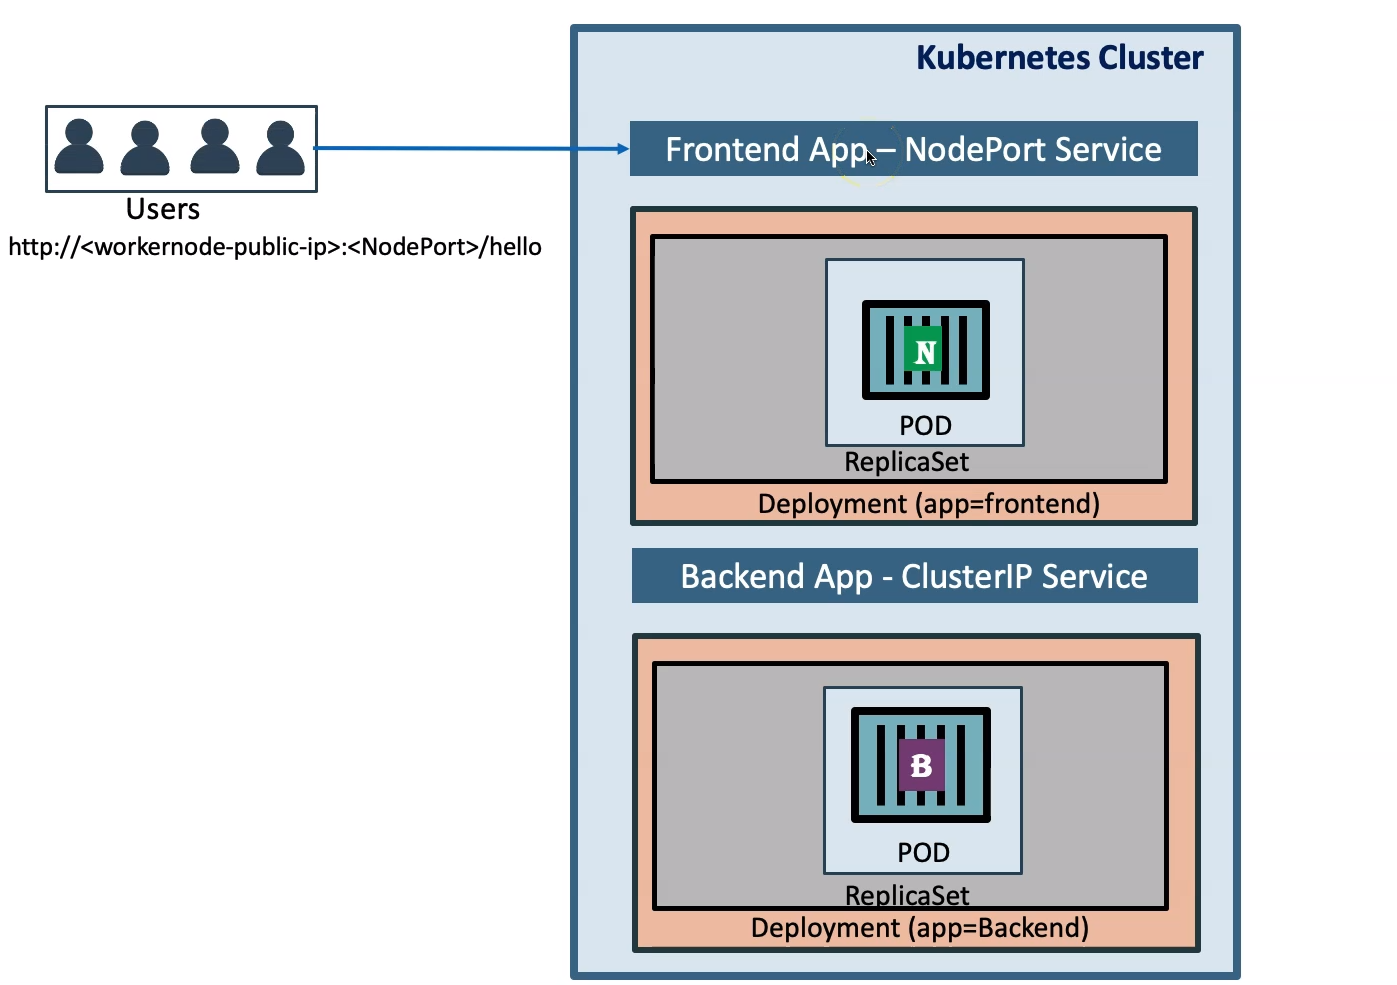 Kubernetes Cluster
Frontend App – NodePort Service
Users
http://<workernode-public-ip>:<NodePort>/hello
N
POD
ReplicaSet
Deployment (app=frontend)
Backend App - ClusterIP Service
B
POD
ReplicaSet
Deployment (app=Backend)